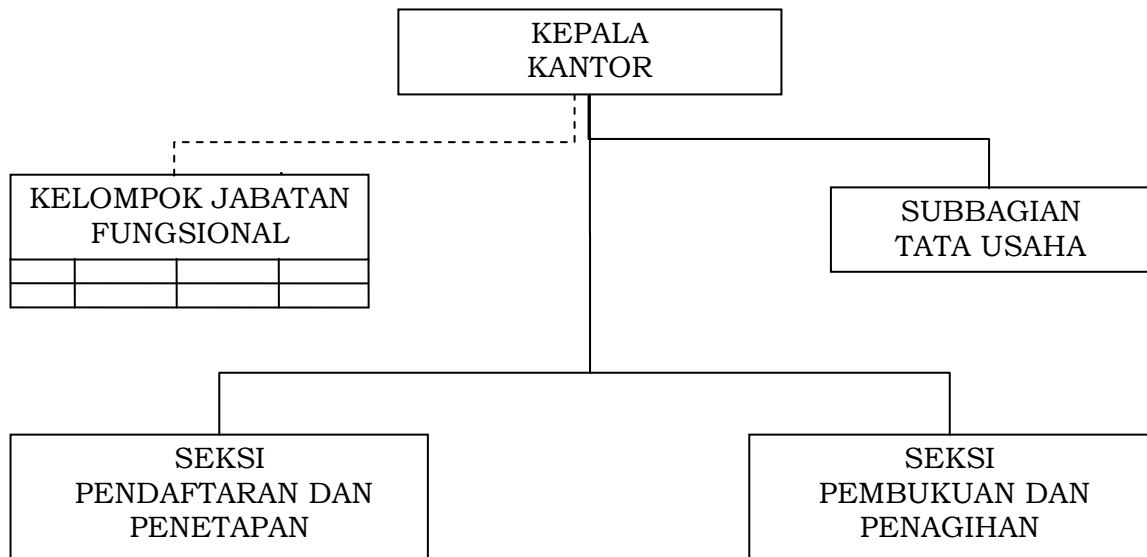 KEPALA
KANTOR
KELOMPOK JABATAN
FUNGSIONAL
SUBBAGIAN
TATA USAHA
SEKSI
PENDAFTARAN DAN
PENETAPAN
SEKSI
PEMBUKUAN DAN
PENAGIHAN